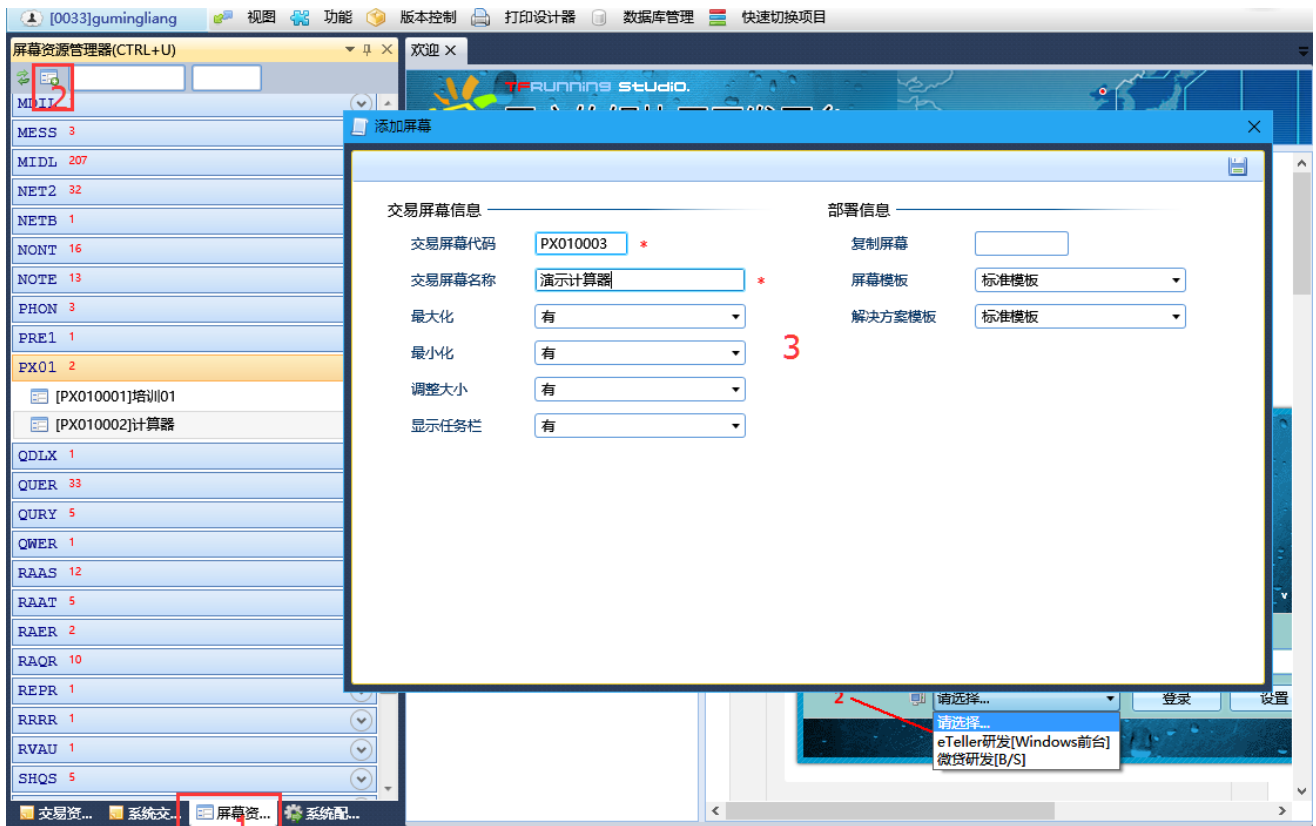 [0033]gumingliang 视图 功能 版本控制 打印设计器 数据库管理 快速切换项目
屏幕资源管理器(CTRL+U)
欢迎
TFRunning Studio.
2
MESS 3
MIDL 207
NET2 32
NETB 1
NONT 16
NOTE 13
PHON 3
PRE1 1
PX01 2
[PX010001]培训01
[PX010002]计算器
QDLX 1
QUER 33
QURY 5
QWER 1
RAAS 12
RAAT 5
RAER 2
RAQR 10
REPR 1
RRRR 1
RVAU 1
SHQS 5
交易资... 系统交... 屏幕资... 系统配...
1
添加屏幕
交易屏幕信息
交易屏幕代码 PX010003 *
交易屏幕名称 演示计算器 *
最大化 有
最小化 有
调整大小 有
显示任务栏 有
3
部署信息
复制屏幕
屏幕模板 标准模板
解决方案模板 标准模板
2 请选择... 登录 设置
请选择...
eTeller研发[Windows前台]
微贷研发[B/S]